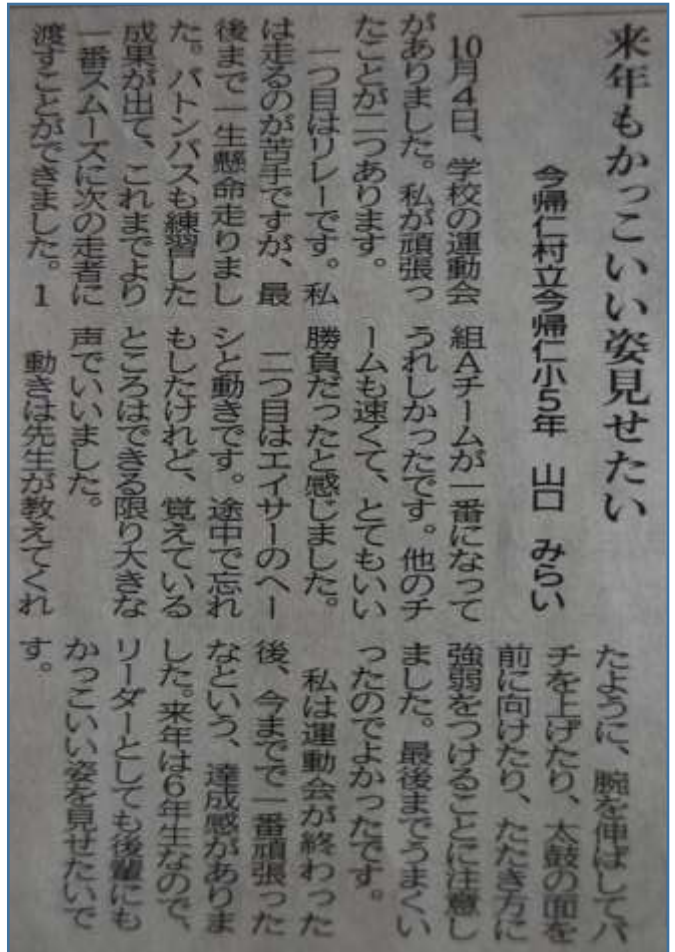 来年もかっこいい姿見せたい
今帰仁村立今帰仁小5年　山口　みらい
10月4日、学校の運動会
がありました。私が頑張っ
たことが二つあります。
一つ目はリレーです。私
は走るのが苦手ですが、最
後まで一生懸命走りまし
た。バトンパスも練習した
成果が出て、これまでより
一番スムーズに次の走者に
渡すことができました。1
組Aチームが一番になって
うれしかったです。他のチ
ームも速くて、とてもいい
勝負だったと感じました。
二つ目はエイサーのヘー
シと動きです。途中で忘れ
もしたけれど、覚えている
ところはできる限り大きな
声でいいました。
動きは先生が教えてくれ
たように、腕を伸ばしてバ
チを上げたり、太鼓の面を
前に向けたり、たたき方に
強弱をつけることに注意し
ました。最後までうまくい
ったのでよかったです。
私は運動会が終わった
後、今までで一番頑張った
なという、達成感がありま
した。来年は6年生なので、
リーダーとしても後輩にも
かっこいい姿を見せたいで
す。